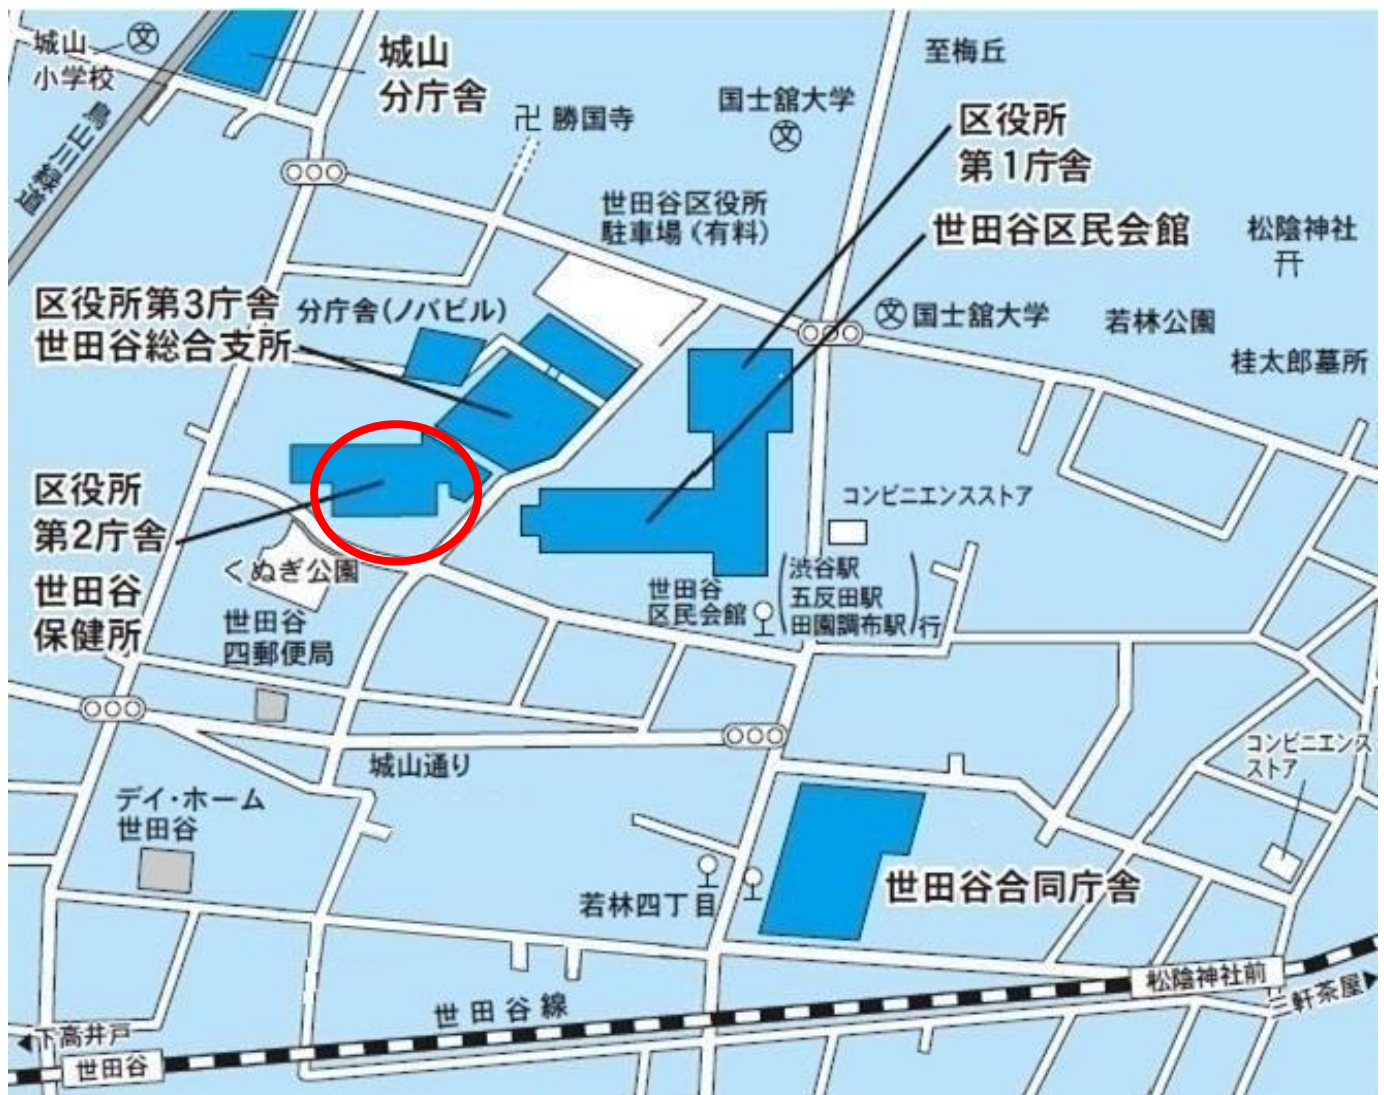 城山
小学校
城山
分庁舎
烏山川緑道
卍 勝国寺
国士舘大学
文
至梅丘
区役所
第1庁舎
世田谷区役所
駐車場（有料）
世田谷区民会館
松陰神社
区役所第3庁舎
世田谷総合支所
分庁舎（ノバビル）
文 国士舘大学
若林公園
桂太郎墓所
区役所
第2庁舎
世田谷
保健所
くぬぎ公園
コンビニエンスストア
世田谷
区民会館
渋谷駅
五反田駅
田園調布駅
行
世田谷
四郵便局
城山通り
コンビニエンス
ストア
デイ・ホーム
世田谷
若林四丁目
世田谷合同庁舎
松陰神社前
世田谷線
三軒茶屋▶
◀下高井戸
世田谷
文